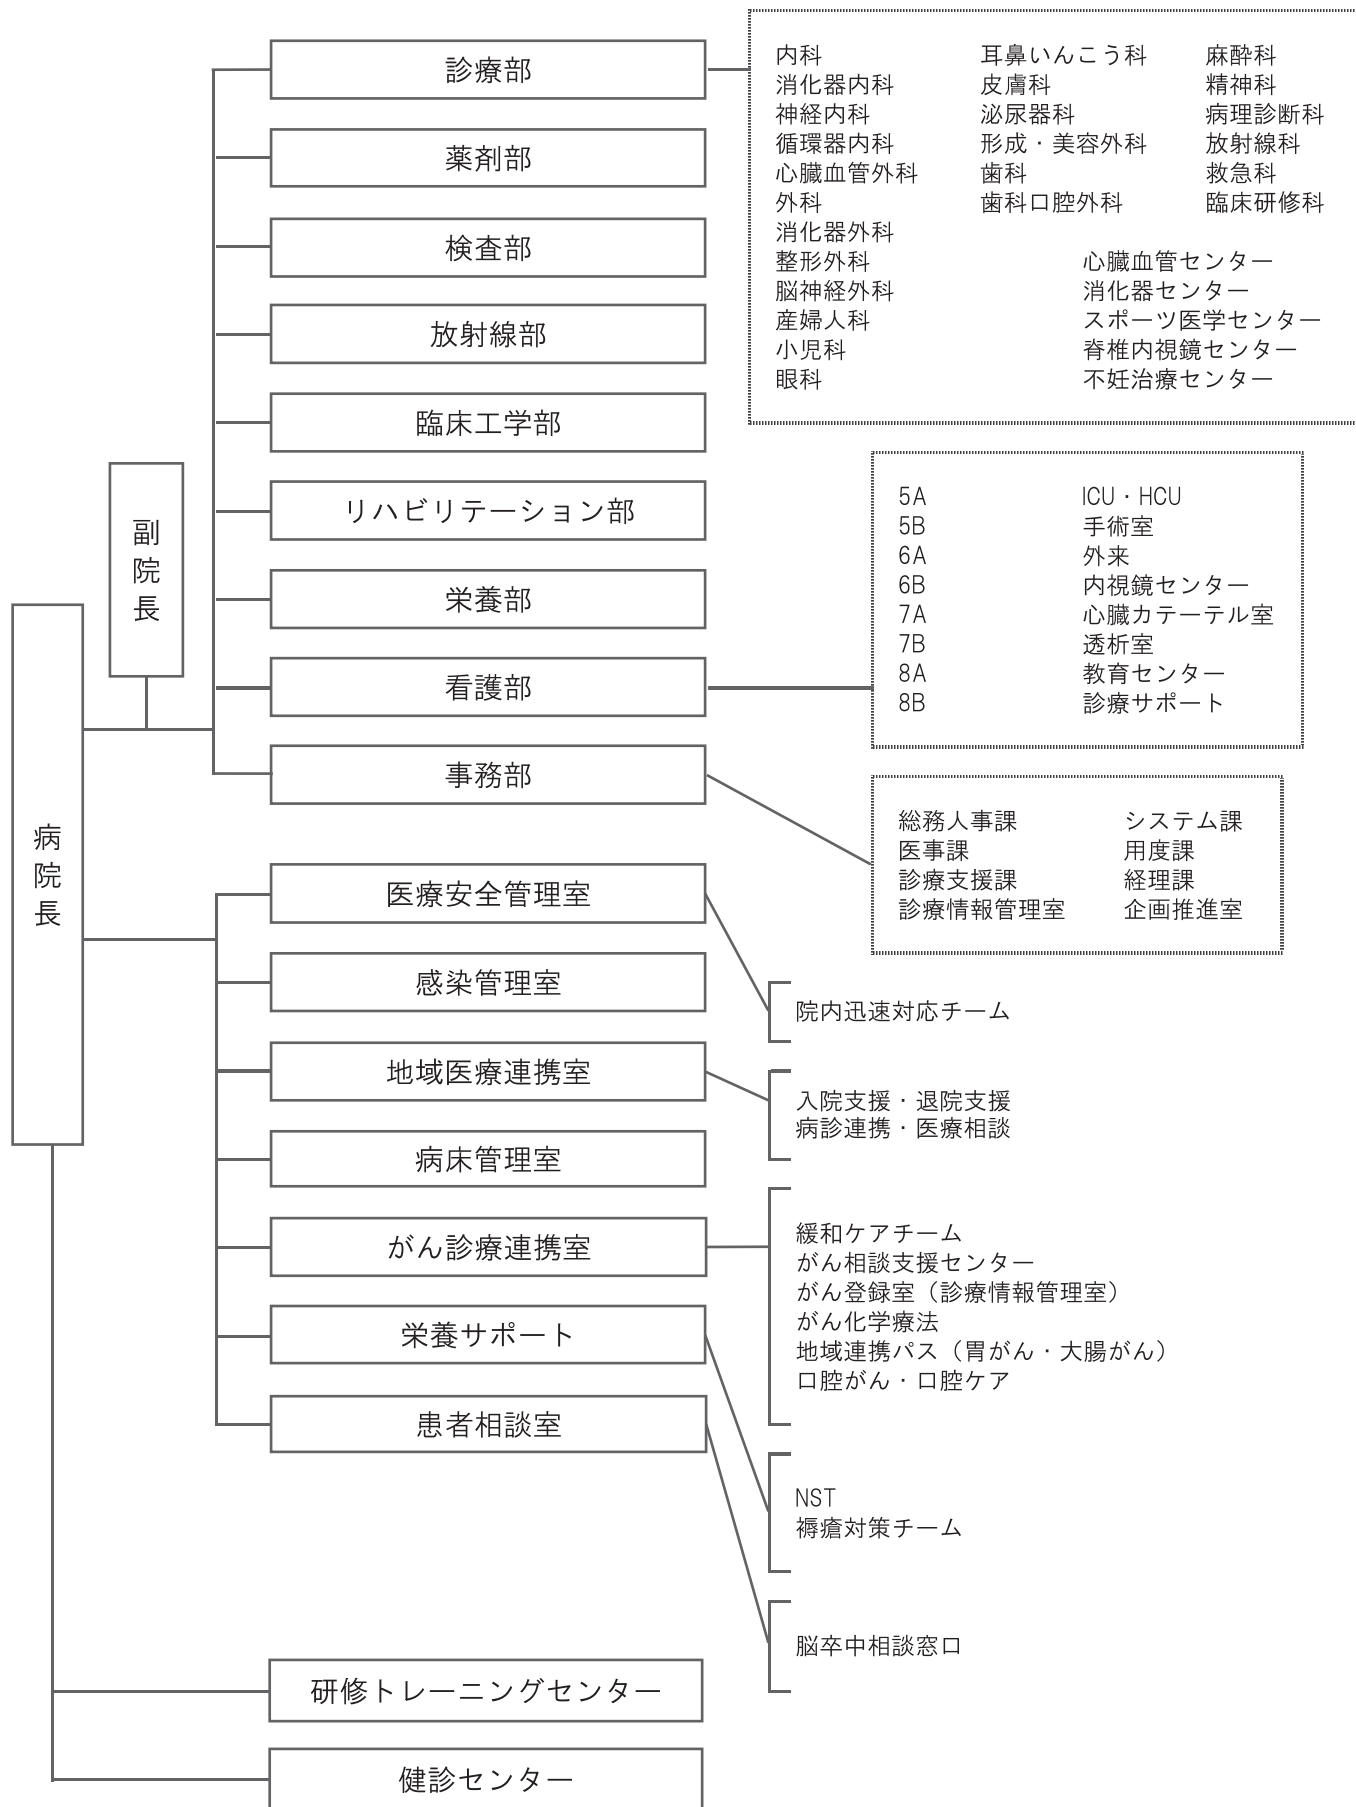 病院長
副院長
診療部
内科
消化器内科
神経内科
循環器内科
心臓血管外科
外科
消化器外科
整形外科
脳神経外科
産婦人科
小児科
眼科
耳鼻いんこう科
皮膚科
泌尿器科
形成・美容外科
歯科
歯科口腔外科
麻酔科
精神科
病理診断科
放射線科
救急科
臨床研修科
心臓血管センター
消化器センター
スポーツ医学センター
脊椎内視鏡センター
不妊治療センター
薬剤部
検査部
放射線部
臨床工学部
リハビリテーション部
栄養部
看護部
5A
5B
6A
6B
7A
7B
8A
8B
ICU・HCU
手術室
外来
内視鏡センター
心臓カテーテル室
透析室
教育センター
診療サポート
事務部
総務人事課
医事課
診療支援課
診療情報管理室
システム課
用度課
経理課
企画推進室
医療安全管理室
院内迅速対応チーム
感染管理室
地域医療連携室
入院支援・退院支援
病診連携・医療相談
病床管理室
がん診療連携室
緩和ケアチーム
がん相談支援センター
がん登録室（診療情報管理室）
がん化学療法
地域連携パス（胃がん・大腸がん）
口腔がん・口腔ケア
栄養サポート
NST
褥瘡対策チーム
患者相談室
脳卒中相談窓口
研修トレーニングセンター
健診センター